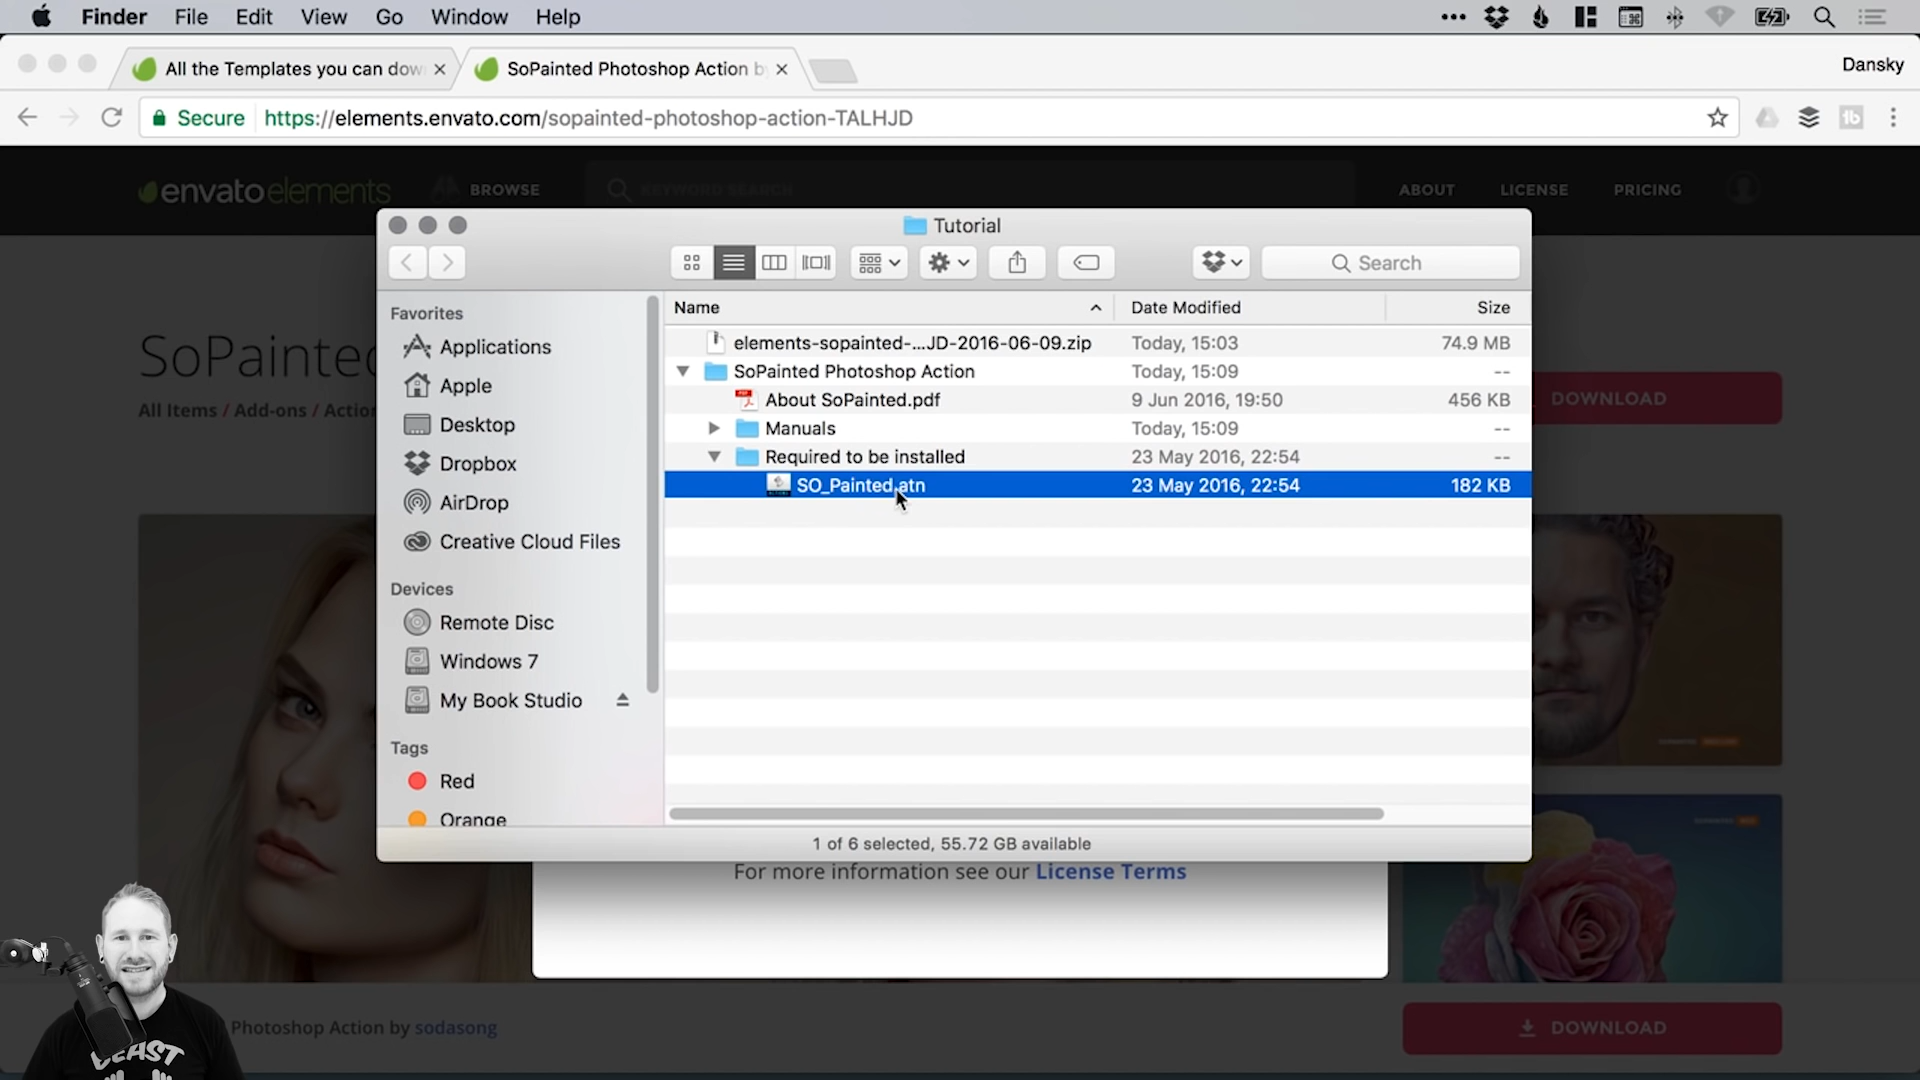 Finder File Edit View Go Window Help
All the Templates you can dow
SoPainted Photoshop Action by
Dansky
Secure https://elements.envato.com/sopainted-photoshop-action-TALHJD
envato elements BROWSE KEYWORD SEARCH ABOUT LICENSE PRICING
Tutorial
Search
SoPainted
All Items / Add-ons / Action
DOWNLOAD
Favorites
Applications
Apple
Desktop
Dropbox
AirDrop
Creative Cloud Files
Devices
Remote Disc
Windows 7
My Book Studio
Tags
Red
Orange
Name Date Modified Size
elements-sopainted-...JD-2016-06-09.zip Today, 15:03 74.9 MB
SoPainted Photoshop Action Today, 15:09 --
About SoPainted.pdf 9 Jun 2016, 19:50 456 KB
Manuals Today, 15:09 --
Required to be installed 23 May 2016, 22:54 --
SO_Painted.atn 23 May 2016, 22:54 182 KB
1 of 6 selected, 55.72 GB available
For more information see our License Terms
Photoshop Action by sodasong
DOWNLOAD
BEAST